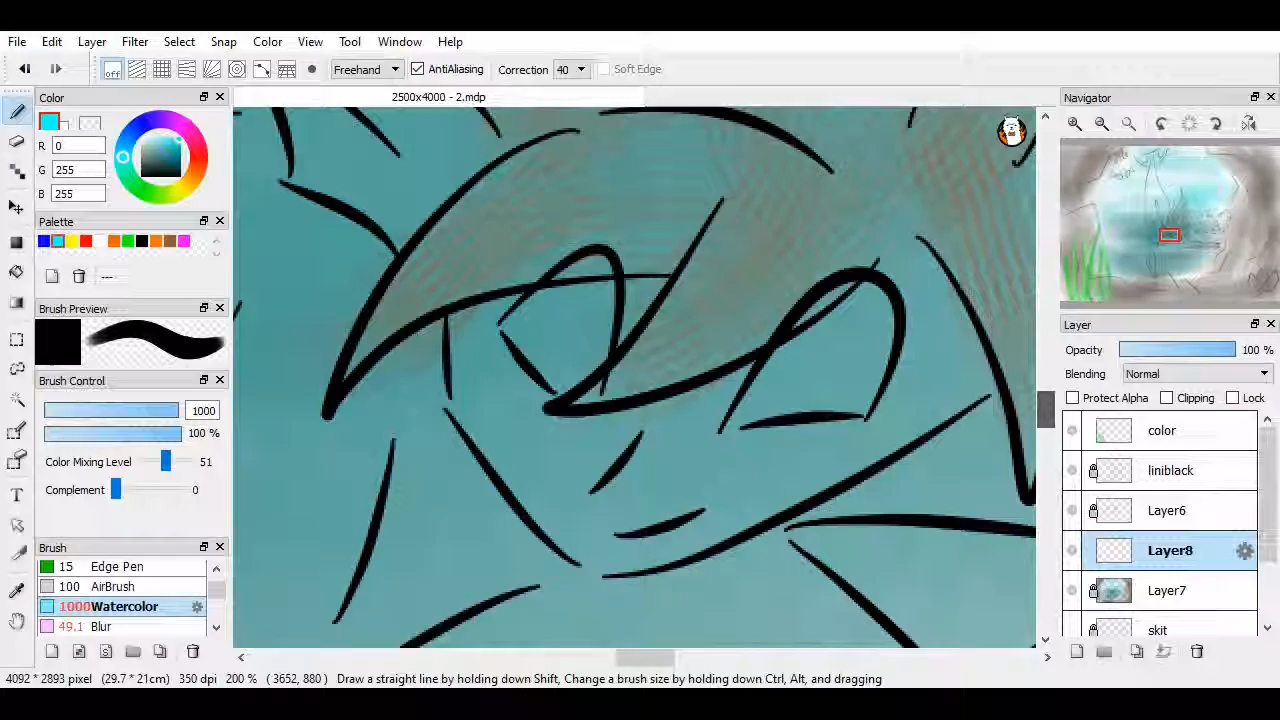 File Edit Layer Filter Select Snap Color View Tool Window Help
off Freehand AntiAliasing Correction 40 Soft Edge
Color
2500x4000 - 2.mdp
Navigator
R 0
G 255
B 255
Palette
---
Brush Preview
Layer
Opacity 100 %
Blending Normal
Brush Control
Protect Alpha Clipping Lock
1000
100 %
color
Color Mixing Level 51
liniblack
Complement 0
Layer6
Brush
Layer8
15 Edge Pen
100 AirBrush
Layer7
1000 Watercolor
49.1 Blur
skit
4092 * 2893 pixel (29.7 * 21cm) 350 dpi 200 % ( 3652, 880 ) Draw a straight line by holding down Shift, Change a brush size by holding down Ctrl, Alt, and dragging